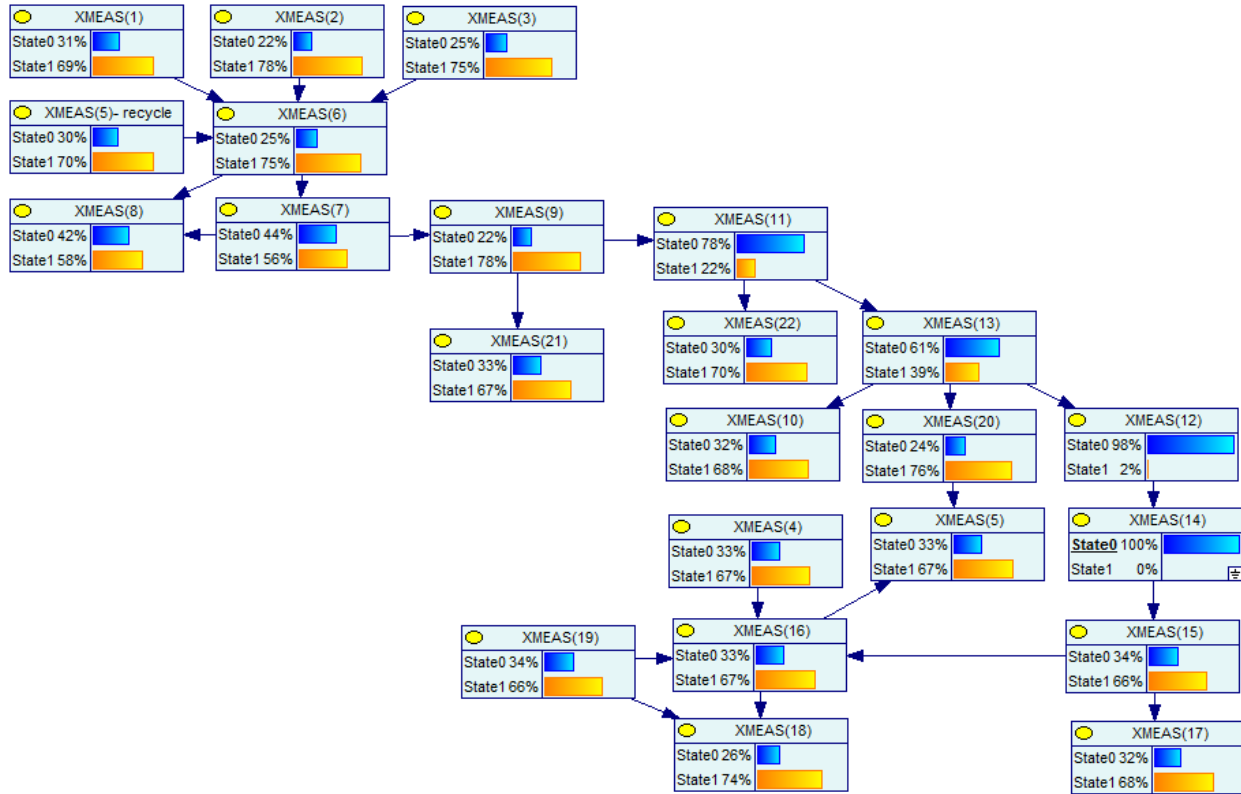 XMEAS(1)
State0 31%
State1 69%
XMEAS(2)
State0 22%
State1 78%
XMEAS(3)
State0 25%
State1 75%
XMEAS(5)- recycle
State0 30%
State1 70%
XMEAS(6)
State0 25%
State1 75%
XMEAS(8)
State0 42%
State1 58%
XMEAS(7)
State0 44%
State1 56%
XMEAS(9)
State0 22%
State1 78%
XMEAS(11)
State0 78%
State1 22%
XMEAS(21)
State0 33%
State1 67%
XMEAS(22)
State0 30%
State1 70%
XMEAS(13)
State0 61%
State1 39%
XMEAS(10)
State0 32%
State1 68%
XMEAS(20)
State0 24%
State1 76%
XMEAS(12)
State0 98%
State1 2%
XMEAS(4)
State0 33%
State1 67%
XMEAS(5)
State0 33%
State1 67%
XMEAS(14)
State0 100%
State1 0%
XMEAS(19)
State0 34%
State1 66%
XMEAS(16)
State0 33%
State1 67%
XMEAS(15)
State0 34%
State1 66%
XMEAS(18)
State0 26%
State1 74%
XMEAS(17)
State0 32%
State1 68%